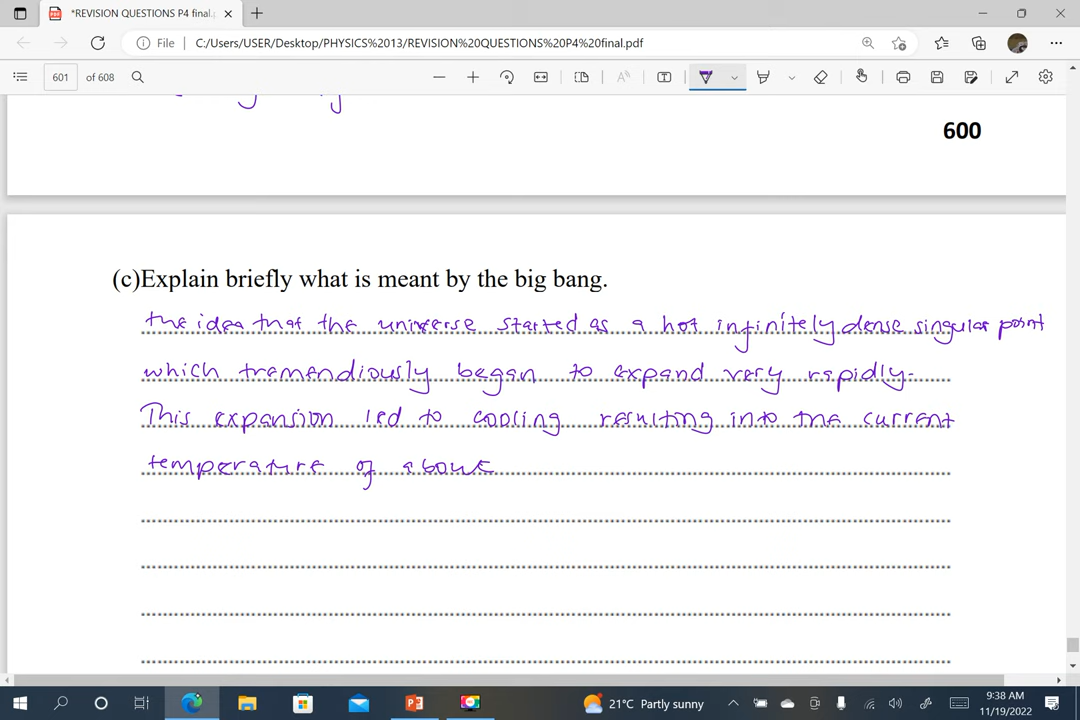 *REVISION QUESTIONS P4 final.
File C:/Users/USER/Desktop/PHYSICS%2013/REVISION%20QUESTIONS%20P4%20final.pdf
601 of 608
600
(c)Explain briefly what is meant by the big bang.
the idea that the universe started as a hot infinitely dense singular point
which tremendiously began to expand very rapidly.
This expansion led to cooling resulting into the current
temperature of about
21°C Partly sunny
9:38 AM
11/19/2022